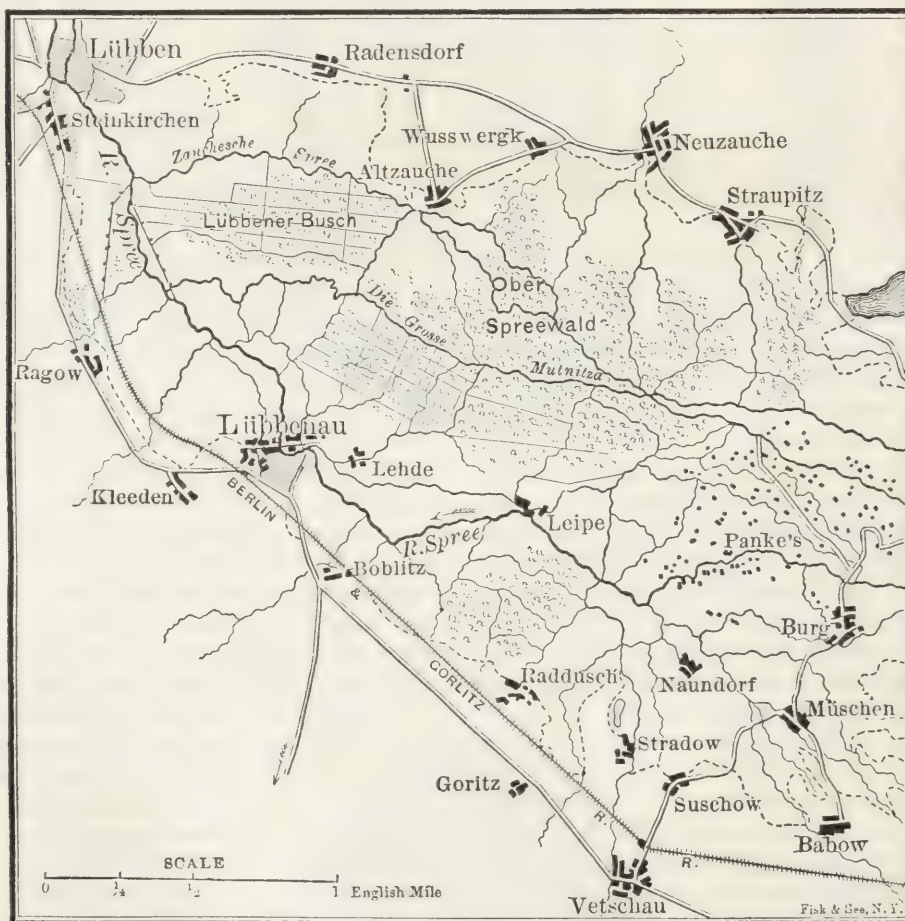 Lübben
Radensdorf
Steinkirchen
Wusswergk
Neuzauche
Zauchesche Spree
Altzauche
Straupitz
R. Spree
Lübbener Busch
Ober
Spreewald
Die Grosse Mutnitza
Ragow
Lübbenau
Lehde
Kleeden
BERLIN & GORLITZ R. R.
Leipe
R. Spree
Panke's
Boblitz
Burg
Raddusch
Naundorf
Müschen
Stradow
Goritz
Suschow
Babow
SCALE
0 ¼ ½ 1 English Mile
Vetschau
Fisk & See, N.Y.